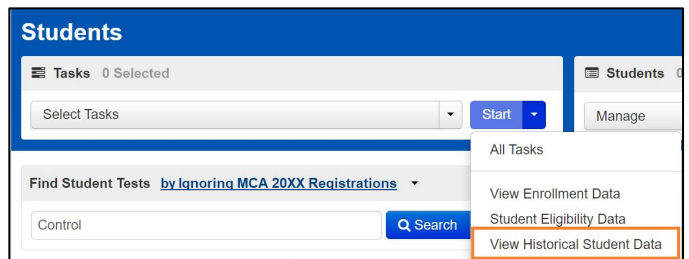 Students
Tasks 0 Selected
Students 0
Select Tasks
Start
Manage
All Tasks
View Enrollment Data
Student Eligibility Data
View Historical Student Data
Find Student Tests by Ignoring MCA 20XX Registrations
Control
Search